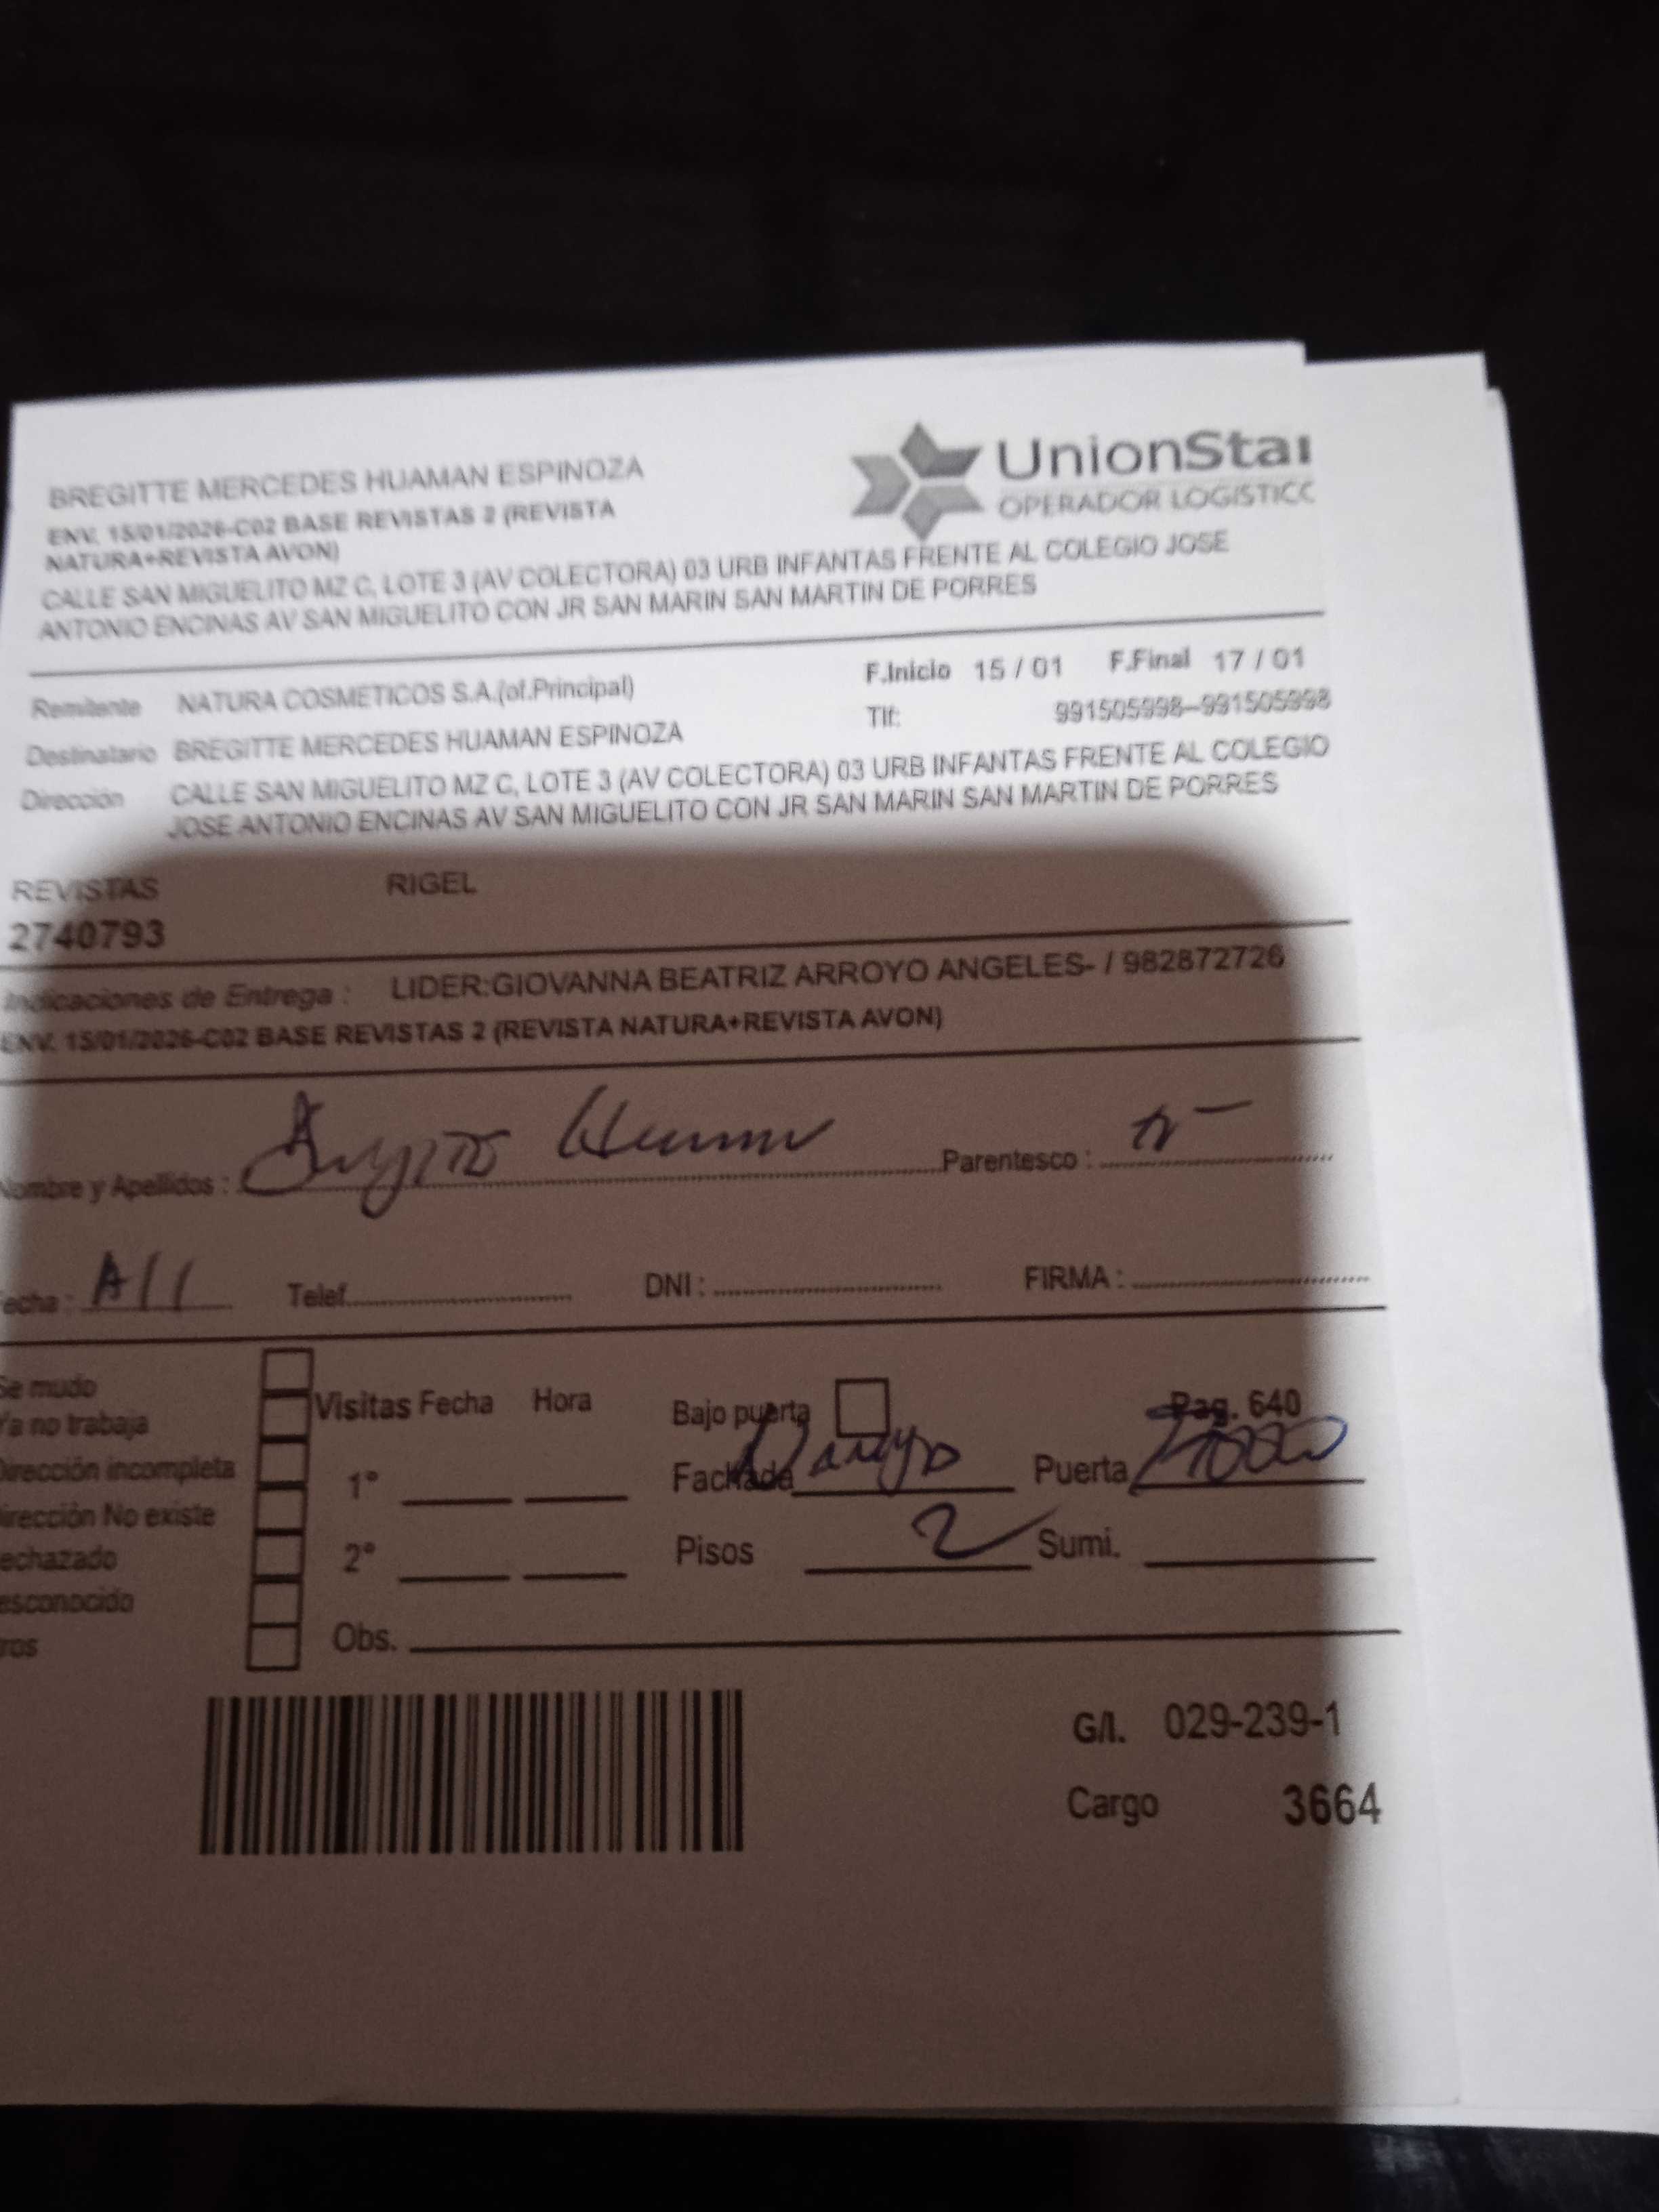 BREGITTE MERCEDES HUAMAN ESPINOZA
ENV. 15/01/2026-C02 BASE REVISTAS 2 (REVISTA
NATURA+REVISTA AVON)
UnionStar
OPERADOR LOGISTICO
CALLE SAN MIGUELITO MZ C, LOTE 3 (AV COLECTORA) 03 URB INFANTAS FRENTE AL COLEGIO JOSE
ANTONIO ENCINAS AV SAN MIGUELITO CON JR SAN MARIN SAN MARTIN DE PORRES
Remitente NATURA COSMETICOS S.A.(of.Principal) F.Inicio 15 / 01 F.Final 17 / 01
Destinatario BREGITTE MERCEDES HUAMAN ESPINOZA Tlf: 991505998--991505998
Dirección CALLE SAN MIGUELITO MZ C, LOTE 3 (AV COLECTORA) 03 URB INFANTAS FRENTE AL COLEGIO
JOSE ANTONIO ENCINAS AV SAN MIGUELITO CON JR SAN MARIN SAN MARTIN DE PORRES
REVISTAS RIGEL
2740793
Indicaciones de Entrega : LIDER:GIOVANNA BEATRIZ ARROYO ANGELES- / 982872726
ENV. 15/01/2026-C02 BASE REVISTAS 2 (REVISTA NATURA+REVISTA AVON)
Nombre y Apellidos : Parentesco :
echa : Telef. DNI : FIRMA :
Se mudo
Ya no trabaja
Dirección incompleta
irección No existe
echazado
esconocido
ros
Visitas Fecha Hora
1°
2°
Obs.
Bajo puerta Pag. 640
Fachada Puerta
Pisos 2 Sumi.
G/I. 029-239-1
Cargo 3664